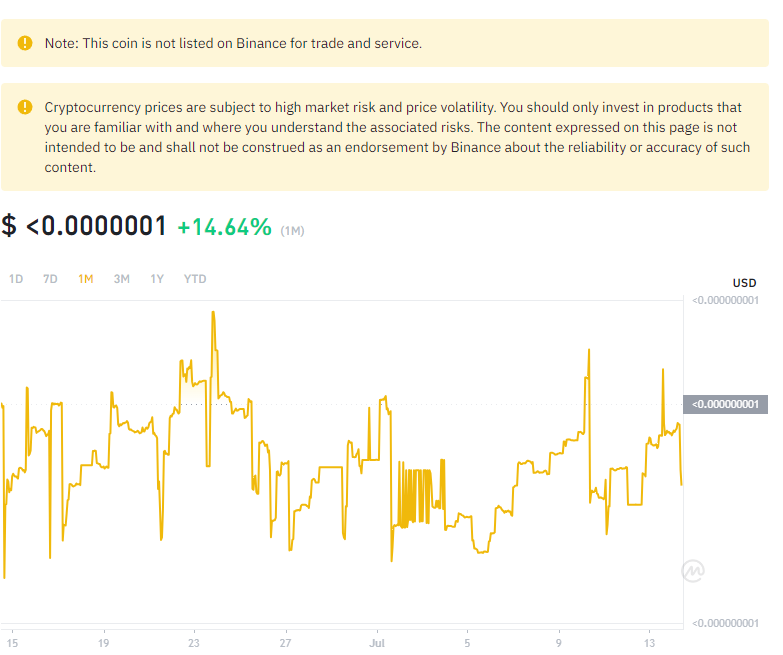 Note: This coin is not listed on Binance for trade and service.
Cryptocurrency prices are subject to high market risk and price volatility. You should only invest in products that
you are familiar with and where you understand the associated risks. The content expressed on this page is not
intended to be and shall not be construed as an endorsement by Binance about the reliability or accuracy of such
content.
$ <0.0000001 +14.64% (1M)
1D 7D 1M 3M 1Y YTD
USD
<0.000000001
<0.000000001
<0.000000001
15 19 23 27 Jul 5 9 13